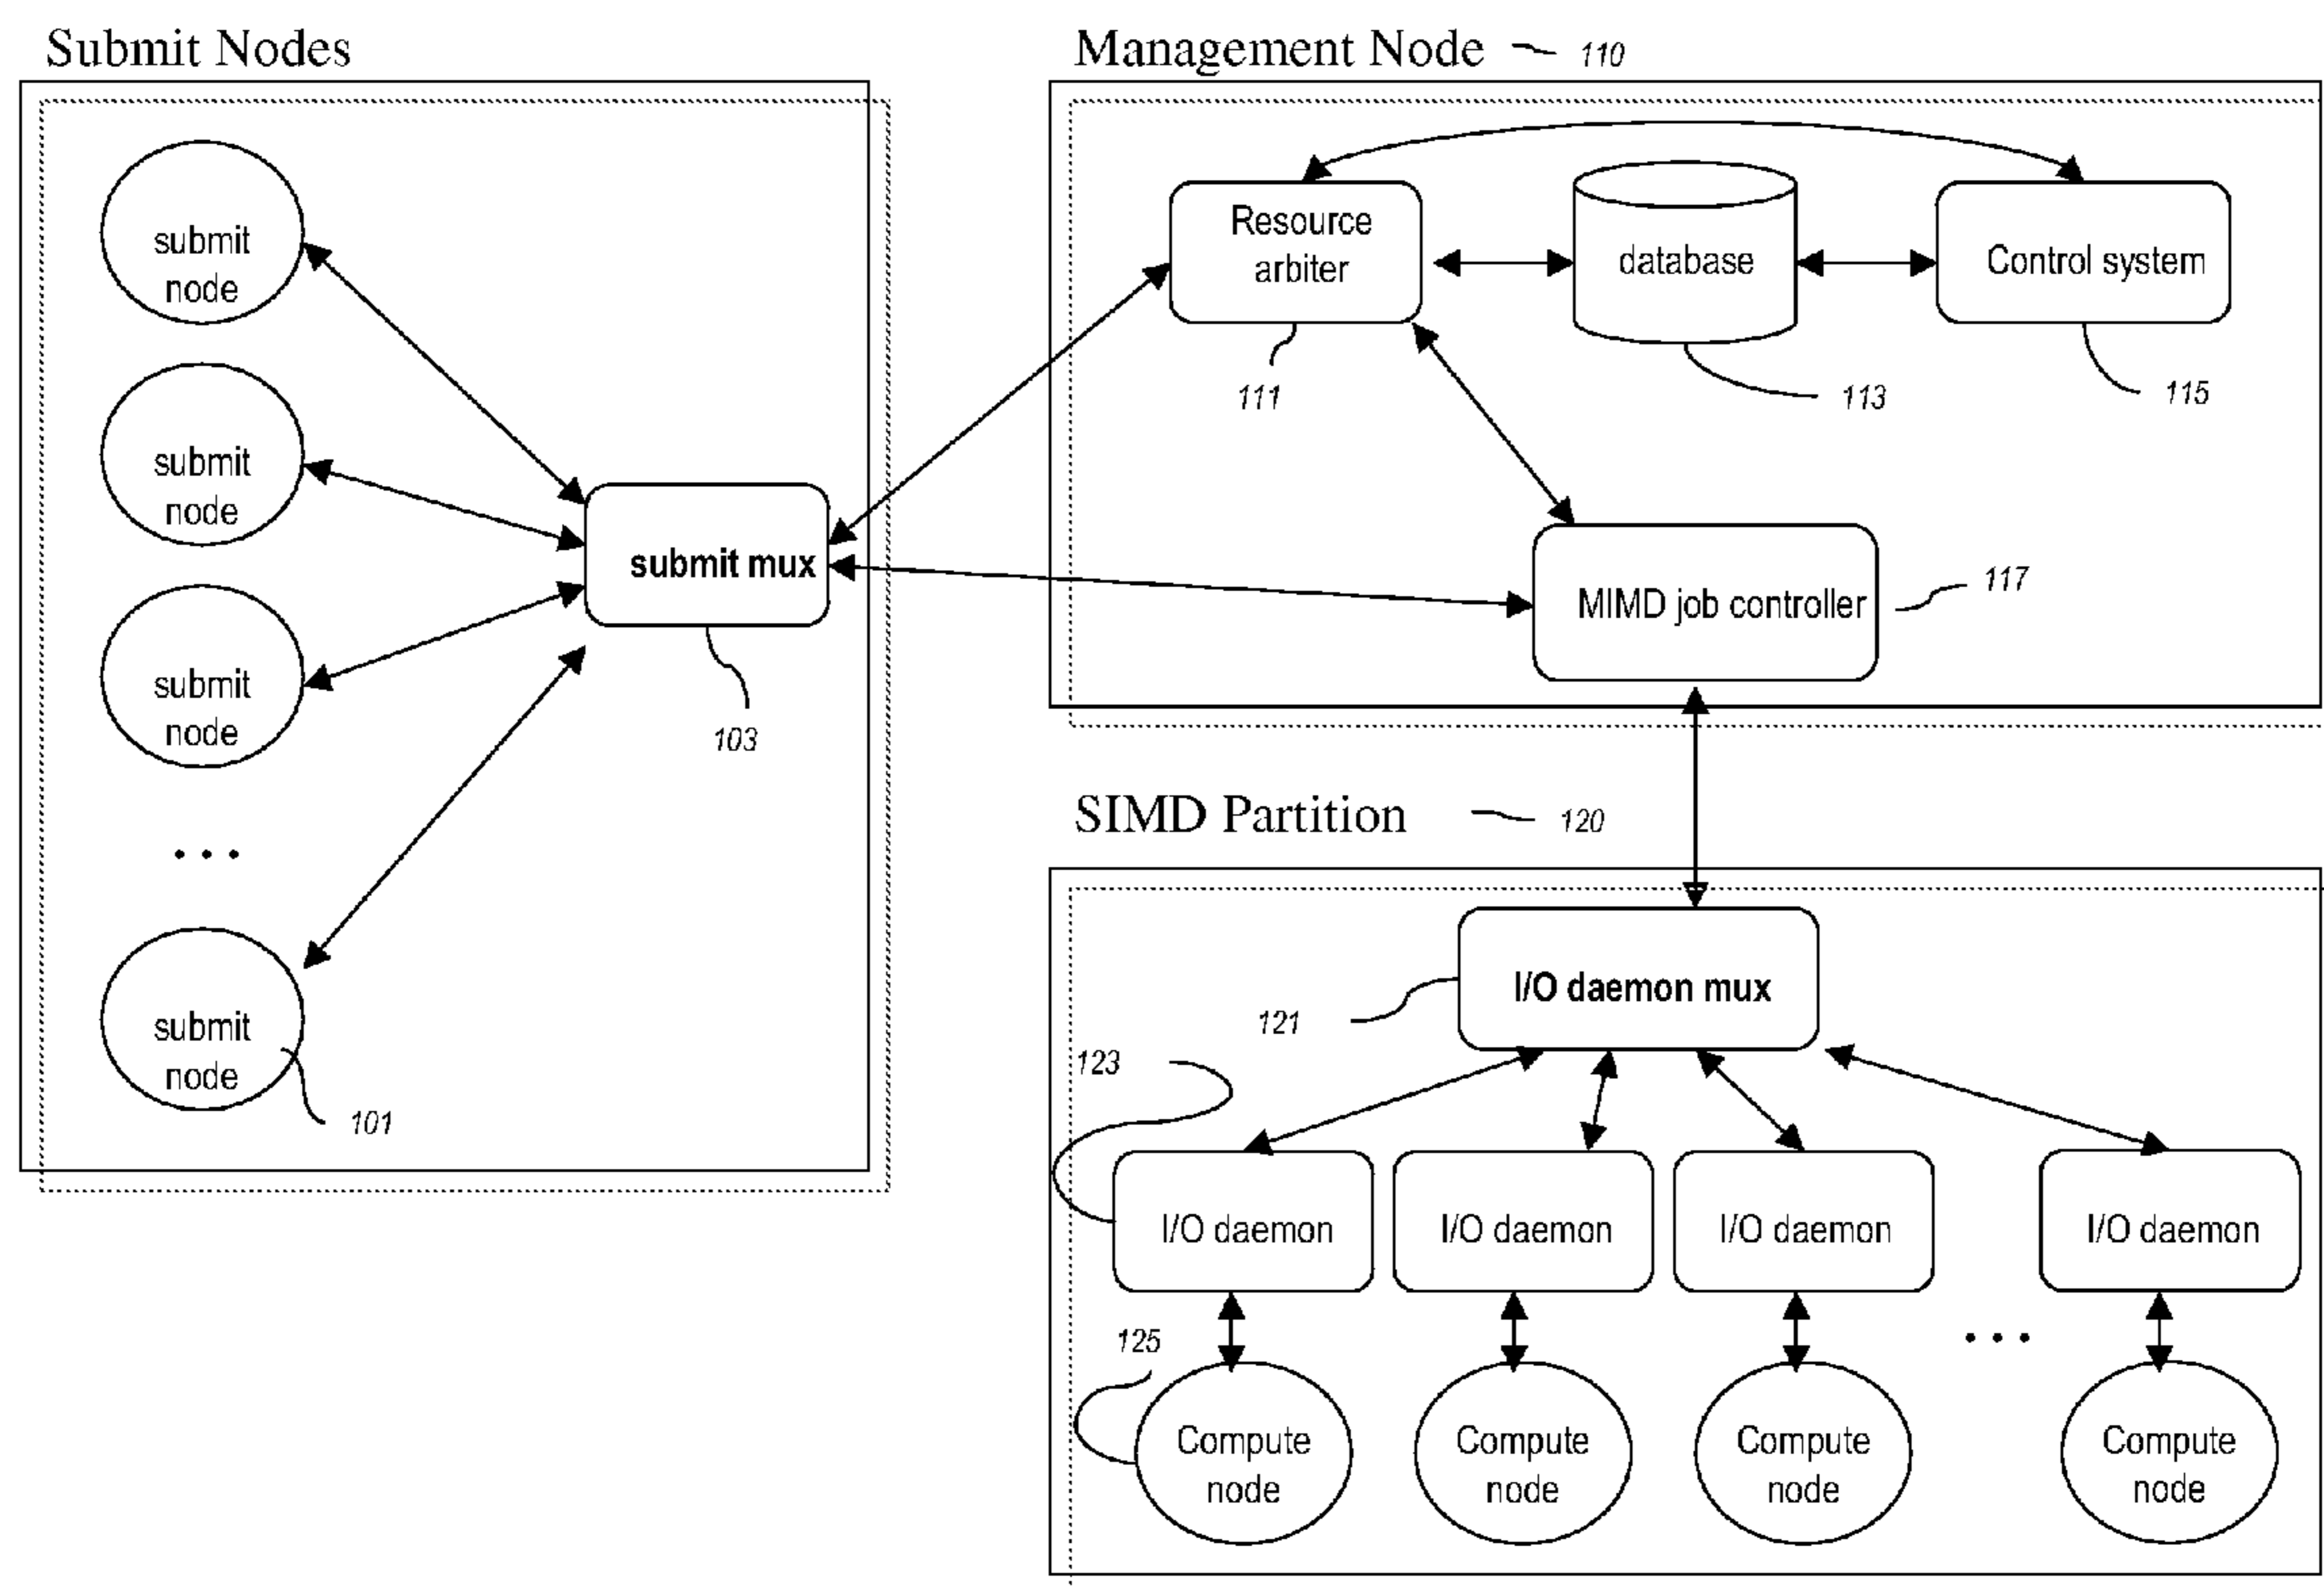 Submit Nodes
submit
node
submit
node
submit
node
...
submit
node
101
submit mux
103
Management Node
110
Resource
arbiter
111
database
113
Control system
115
MIMD job controller
117
SIMD Partition
120
I/O daemon mux
121
123
I/O daemon
I/O daemon
I/O daemon
I/O daemon
125
...
Compute
node
Compute
node
Compute
node
Compute
node